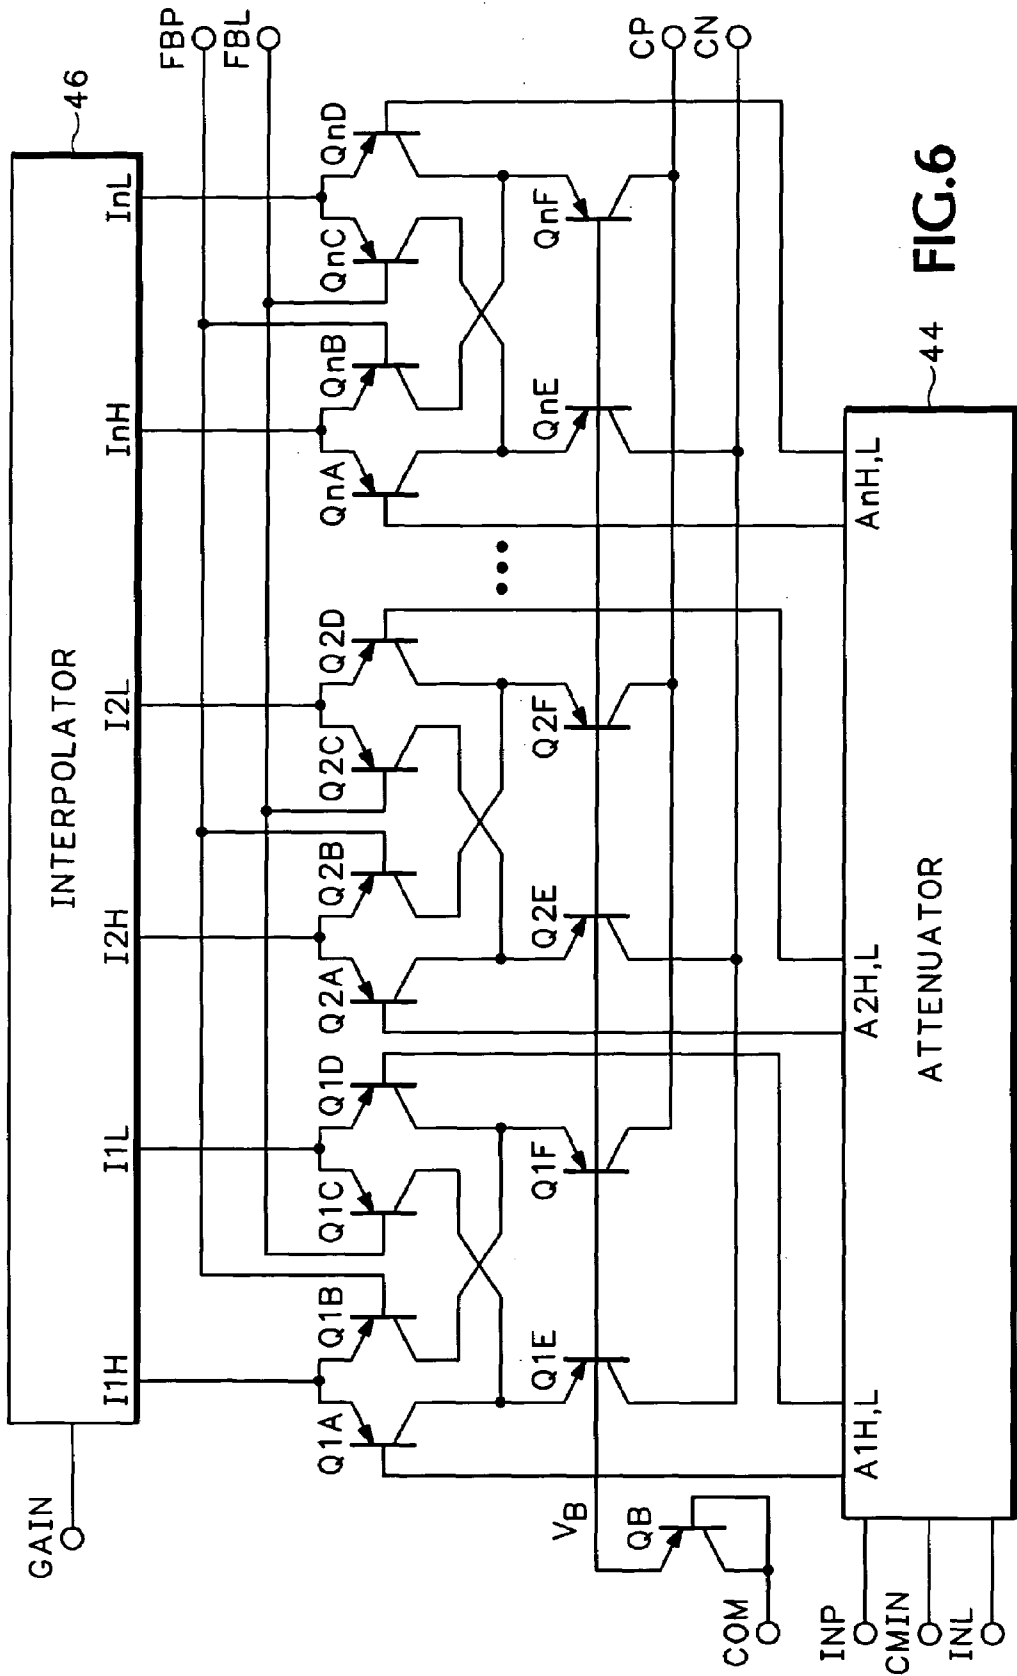 GAIN
INTERPOLATOR
46
I1H
I1L
I2H
I2L
InH
InL
FBP
FBL
Q1A
Q1B
Q1C
Q1D
Q2A
Q2B
Q2C
Q2D
QnA
QnB
QnC
QnD
Q1E
Q1F
Q2E
Q2F
QnE
QnF
CP
CN
VB
QB
COM
INP
CMIN
INL
A1H,L
A2H,L
AnH,L
ATTENUATOR
44
FIG.6